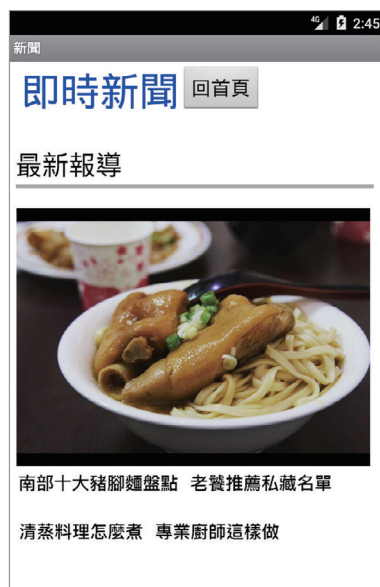 4G 2:45
新聞
即時新聞 回首頁
最新報導
南部十大豬腳麵盤點 老饕推薦私藏名單
清蒸料理怎麼煮 專業廚師這樣做